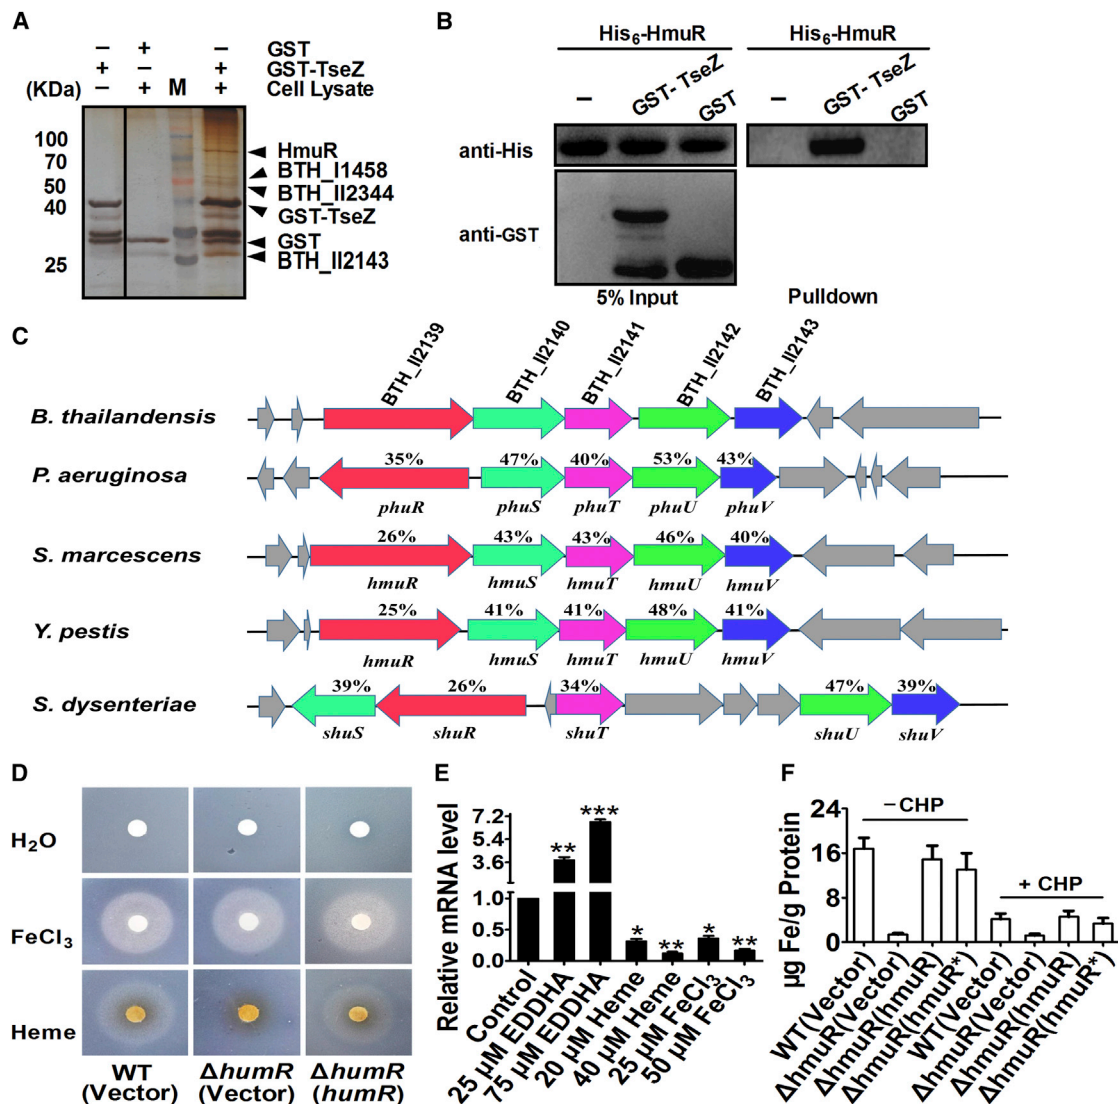 A
– + – GST
+ – + GST-TseZ
(KDa) – + M + Cell Lysate
100
70
50
40
25
HmuR
BTH_I1458
BTH_II2344
GST-TseZ
GST
BTH_II2143
B
His6-HmuR His6-HmuR
– GST- TseZ GST – GST- TseZ GST
anti-His
anti-GST
5% Input Pulldown
C
BTH_II2139 BTH_II2140 BTH_II2141 BTH_II2142 BTH_II2143
B. thailandensis
P. aeruginosa
35% 47% 40% 53% 43%
phuR phuS phuT phuU phuV
S. marcescens
26% 43% 43% 46% 40%
hmuR hmuS hmuT hmuU hmuV
Y. pestis
25% 41% 41% 48% 41%
hmuR hmuS hmuT hmuU hmuV
S. dysenteriae
39% 26% 34% 47% 39%
shuS shuR shuT shuU shuV
D
H2O
FeCl3
Heme
WT (Vector)
ΔhumR (Vector)
ΔhumR (humR)
E
Relative mRNA level
7.2
5.4
3.6
1.0
0.5
0.0
** *** * ** * **
Control
25 µM EDDHA
75 µM EDDHA
20 µM Heme
40 µM Heme
25 µM FeCl3
50 µM FeCl3
F
µg Fe/g Protein
24
16
8
0
– CHP
+ CHP
WT(Vector)
ΔhmuR(Vector)
ΔhmuR(hmuR)
ΔhmuR(hmuR*)
WT(Vector)
ΔhmuR(Vector)
ΔhmuR(hmuR)
ΔhmuR(hmuR*)